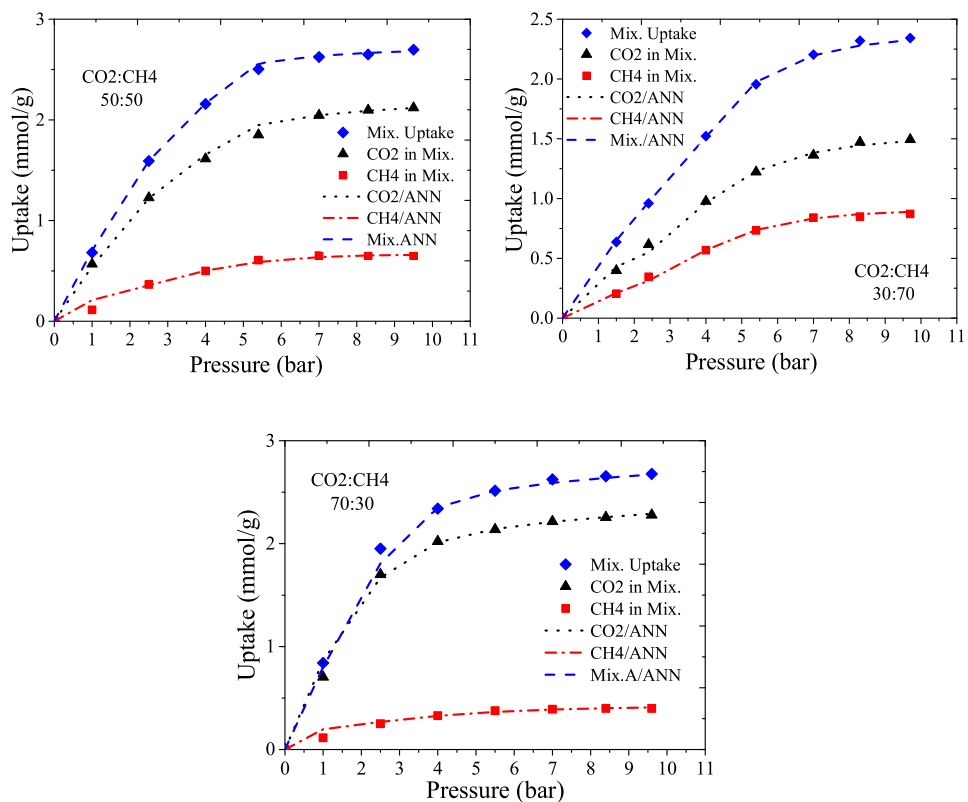 3
2
1
0
Uptake (mmol/g)
CO2:CH4
50:50
Mix. Uptake
CO2 in Mix.
CH4 in Mix.
CO2/ANN
CH4/ANN
Mix.ANN
0 1 2 3 4 5 6 7 8 9 10 11
Pressure (bar)
2.5
2.0
1.5
1.0
0.5
0.0
Uptake (mmol/g)
Mix. Uptake
CO2 in Mix.
CH4 in Mix.
CO2/ANN
CH4/ANN
Mix./ANN
CO2:CH4
30:70
0 1 2 3 4 5 6 7 8 9 10 11
Pressure (bar)
3
2
1
0
Uptake (mmol/g)
CO2:CH4
70:30
Mix. Uptake
CO2 in Mix.
CH4 in Mix.
CO2/ANN
CH4/ANN
Mix.A/ANN
0 1 2 3 4 5 6 7 8 9 10 11
Pressure (bar)